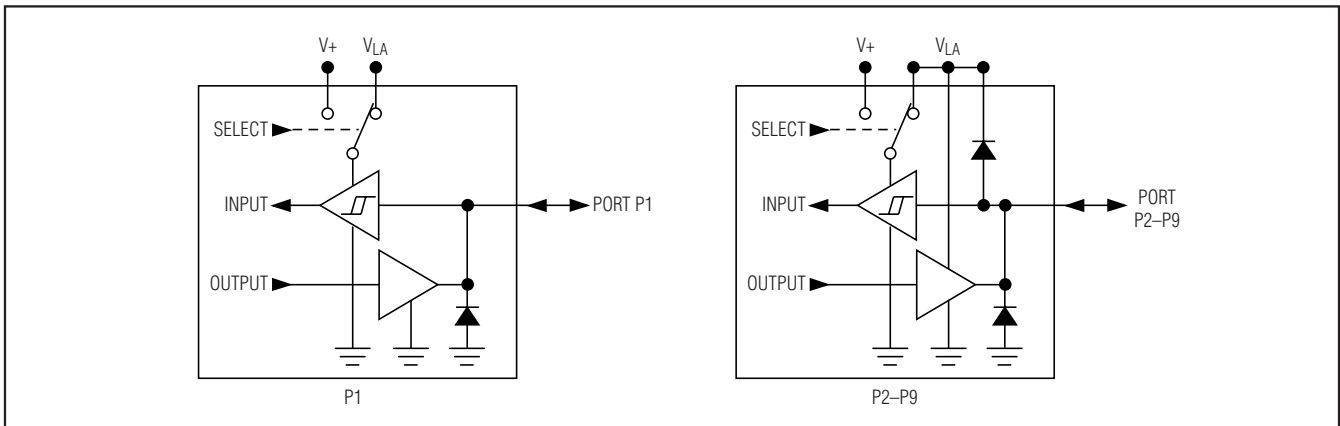 V+ VLA
SELECT
INPUT
PORT P1
OUTPUT
P1
V+ VLA
SELECT
INPUT
PORT
P2–P9
OUTPUT
P2–P9